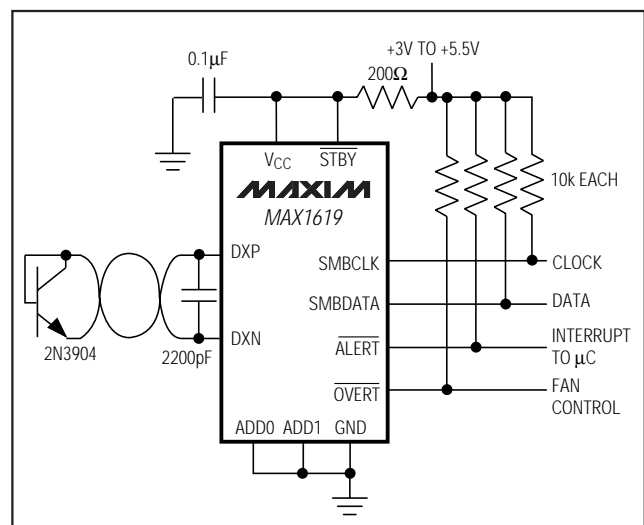 +3V TO +5.5V
0.1µF
200Ω
VCC
STBY
10k EACH
MAXIM
MAX1619
DXP
SMBCLK
CLOCK
SMBDATA
DATA
DXN
2N3904
2200pF
ALERT
INTERRUPT
TO µC
OVERT
FAN
CONTROL
ADD0 ADD1 GND